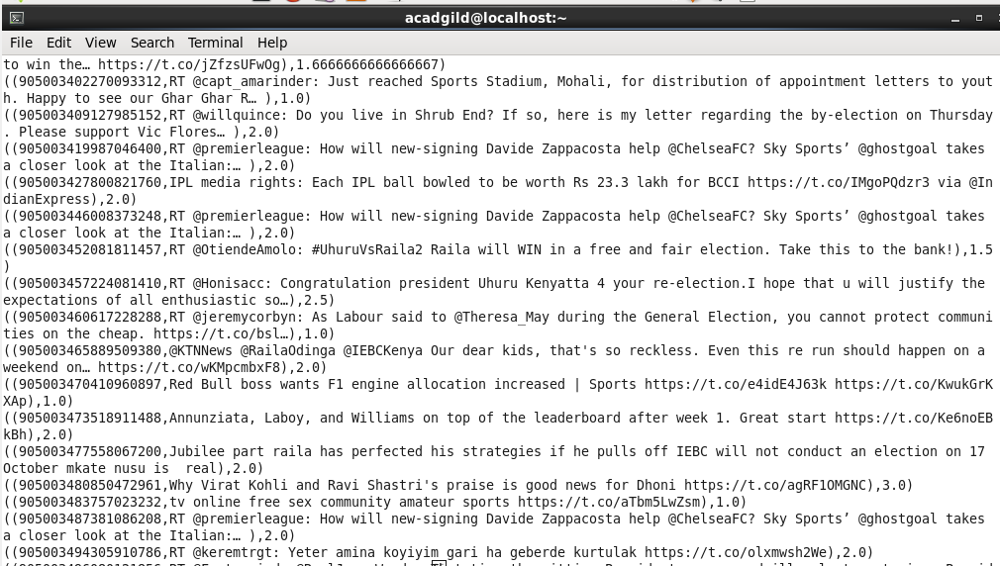 acadgild@localhost:~
File Edit View Search Terminal Help
to win the… https://t.co/jZfzsUFwOg),1.6666666666666667)
((905003402270093312,RT @capt_amarinder: Just reached Sports Stadium, Mohali, for distribution of appointment letters to yout
h. Happy to see our Ghar Ghar R… ),1.0)
((905003409127985152,RT @willquince: Do you live in Shrub End? If so, here is my letter regarding the by-election on Thursday
. Please support Vic Flores… ),2.0)
((905003419987046400,RT @premierleague: How will new-signing Davide Zappacosta help @ChelseaFC? Sky Sports’ @ghostgoal takes
a closer look at the Italian:… ),2.0)
((905003427800821760,IPL media rights: Each IPL ball bowled to be worth Rs 23.3 lakh for BCCI https://t.co/IMgoPQdzr3 via @In
dianExpress),2.0)
((905003446008373248,RT @premierleague: How will new-signing Davide Zappacosta help @ChelseaFC? Sky Sports’ @ghostgoal takes
a closer look at the Italian:… ),2.0)
((905003452081811457,RT @OtiendeAmolo: #UhuruVsRaila2 Raila will WIN in a free and fair election. Take this to the bank!),1.5
)
((905003457224081410,RT @Honisacc: Congratulation president Uhuru Kenyatta 4 your re-election.I hope that u will justify the
expectations of all enthusiastic so…),2.5)
((905003460617228288,RT @jeremycorbyn: As Labour said to @Theresa_May during the General Election, you cannot protect communi
ties on the cheap. https://t.co/bsl…),1.0)
((905003465889509380,@KTNNews @RailaOdinga @IEBCKenya Our dear kids, that's so reckless. Even this re run should happen on a
weekend on… https://t.co/wKMpcmbxF8),2.0)
((905003470410960897,Red Bull boss wants F1 engine allocation increased | Sports https://t.co/e4idE4J63k https://t.co/KwukGrK
XAp),1.0)
((905003473518911488,Annunziata, Laboy, and Williams on top of the leaderboard after week 1. Great start https://t.co/Ke6noEB
kBh),2.0)
((905003477558067200,Jubilee part raila has perfected his strategies if he pulls off IEBC will not conduct an election on 17
October mkate nusu is  real),2.0)
((905003480850472961,Why Virat Kohli and Ravi Shastri's praise is good news for Dhoni https://t.co/agRF1OMGNC),3.0)
((905003483757023232,tv online free sex community amateur sports https://t.co/aTbm5LwZsm),1.0)
((905003487381086208,RT @premierleague: How will new-signing Davide Zappacosta help @ChelseaFC? Sky Sports’ @ghostgoal takes
a closer look at the Italian:… ),2.0)
((905003494305910786,RT @keremtrgt: Yeter amina koyiyim gari ha geberde kurtulak https://t.co/olxmwsh2We),2.0)